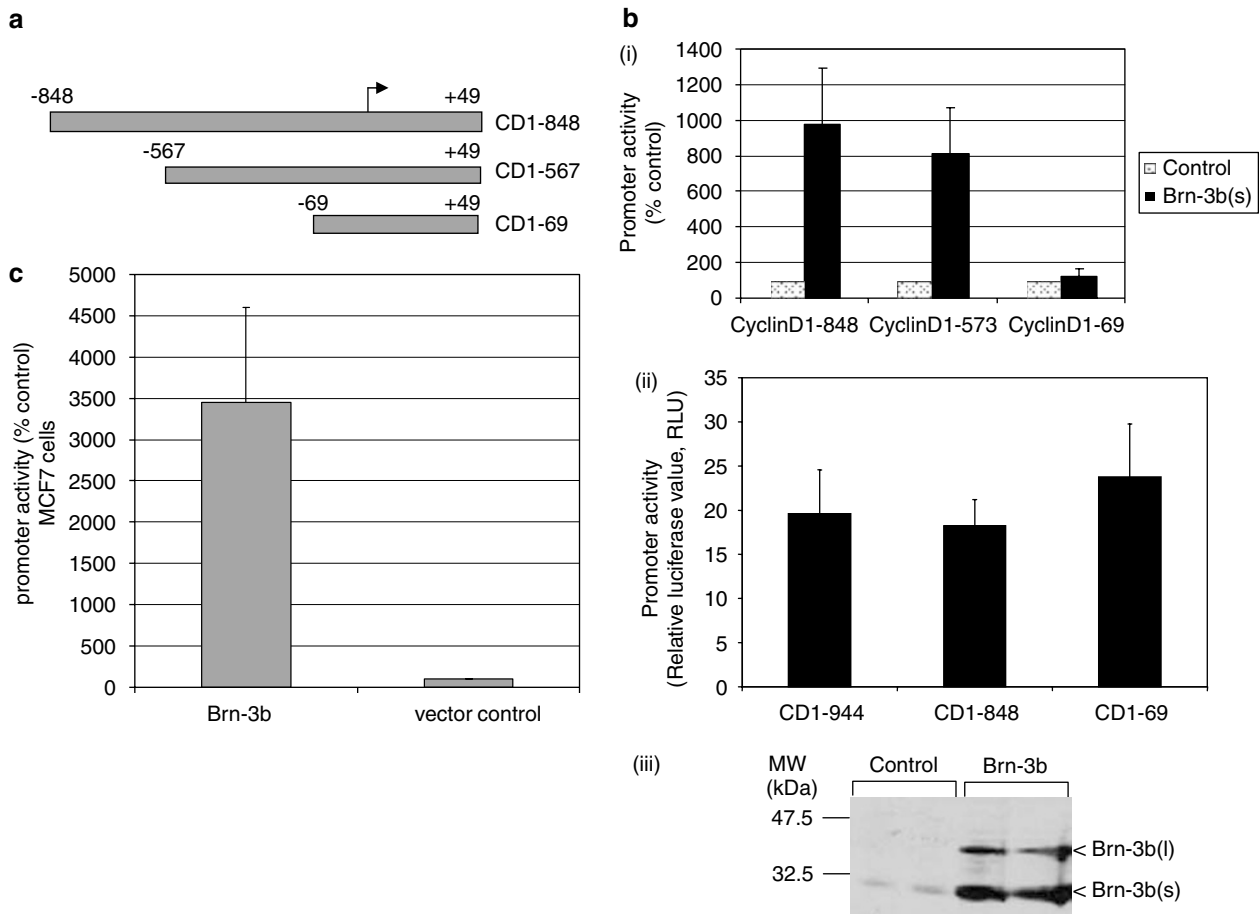 a
-848
+49
CD1-848
-567
+49
CD1-567
-69
+49
CD1-69
b
(i)
Promoter activity
(% control)
1400
1200
1000
800
600
400
200
0
CyclinD1-848
CyclinD1-573
CyclinD1-69
Control
Brn-3b(s)
(ii)
Promoter activity
(Relative luciferase value, RLU)
35
30
25
20
15
10
5
0
CD1-944
CD1-848
CD1-69
(iii)
MW
(kDa)
Control
Brn-3b
47.5
32.5
< Brn-3b(l)
< Brn-3b(s)
c
promoter activity (% control)
MCF7 cells
5000
4500
4000
3500
3000
2500
2000
1500
1000
500
0
Brn-3b
vector control